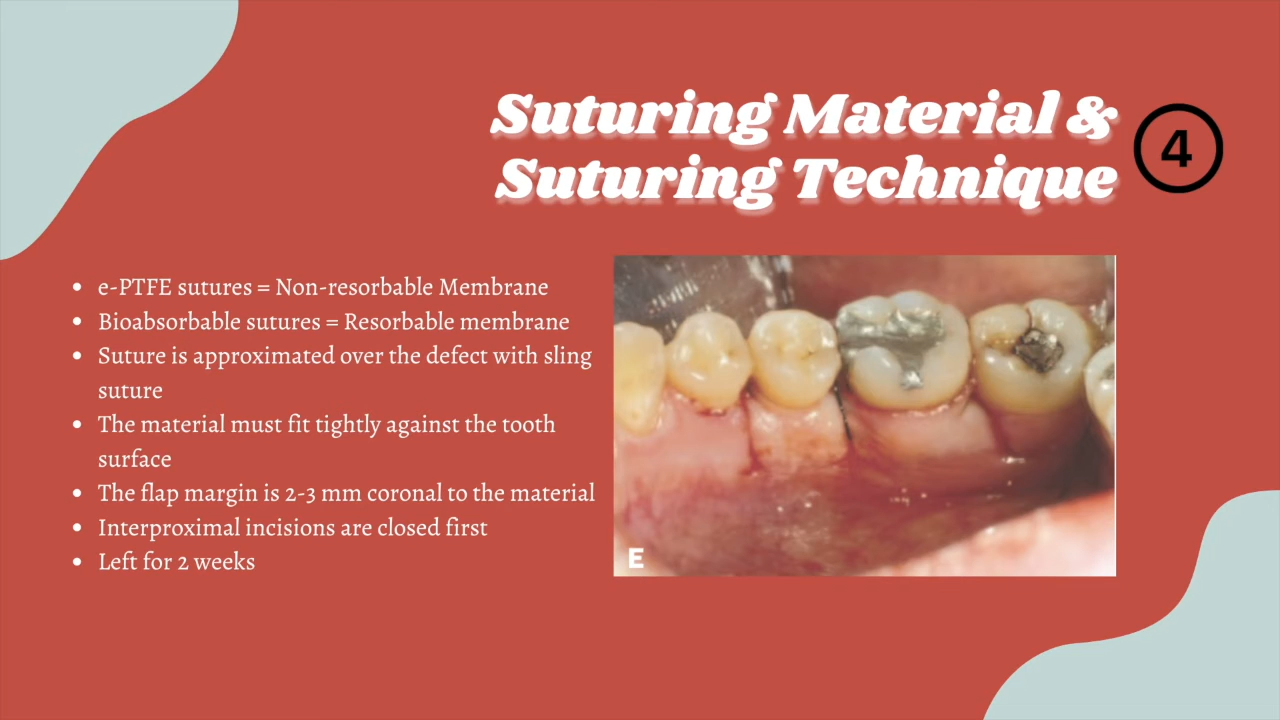 Suturing Material &
Suturing Technique
4
• e-PTFE sutures = Non-resorbable Membrane
• Bioabsorbable sutures = Resorbable membrane
• Suture is approximated over the defect with sling
suture
• The material must fit tightly against the tooth
surface
• The flap margin is 2-3 mm coronal to the material
• Interproximal incisions are closed first
• Left for 2 weeks
E